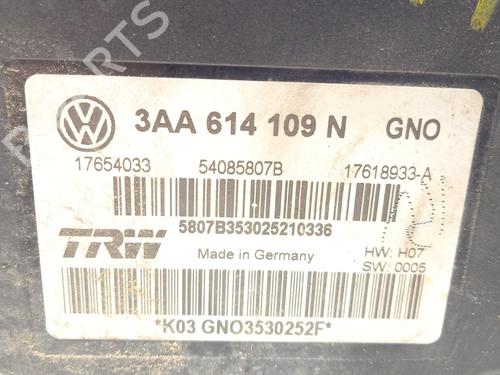 3AA 614 109 N GNO
17654033 54085807B 17618933-A
5807B353025210336
TRW Made in Germany HW: H07
SW: 0005
*K03 GNO3530252F*